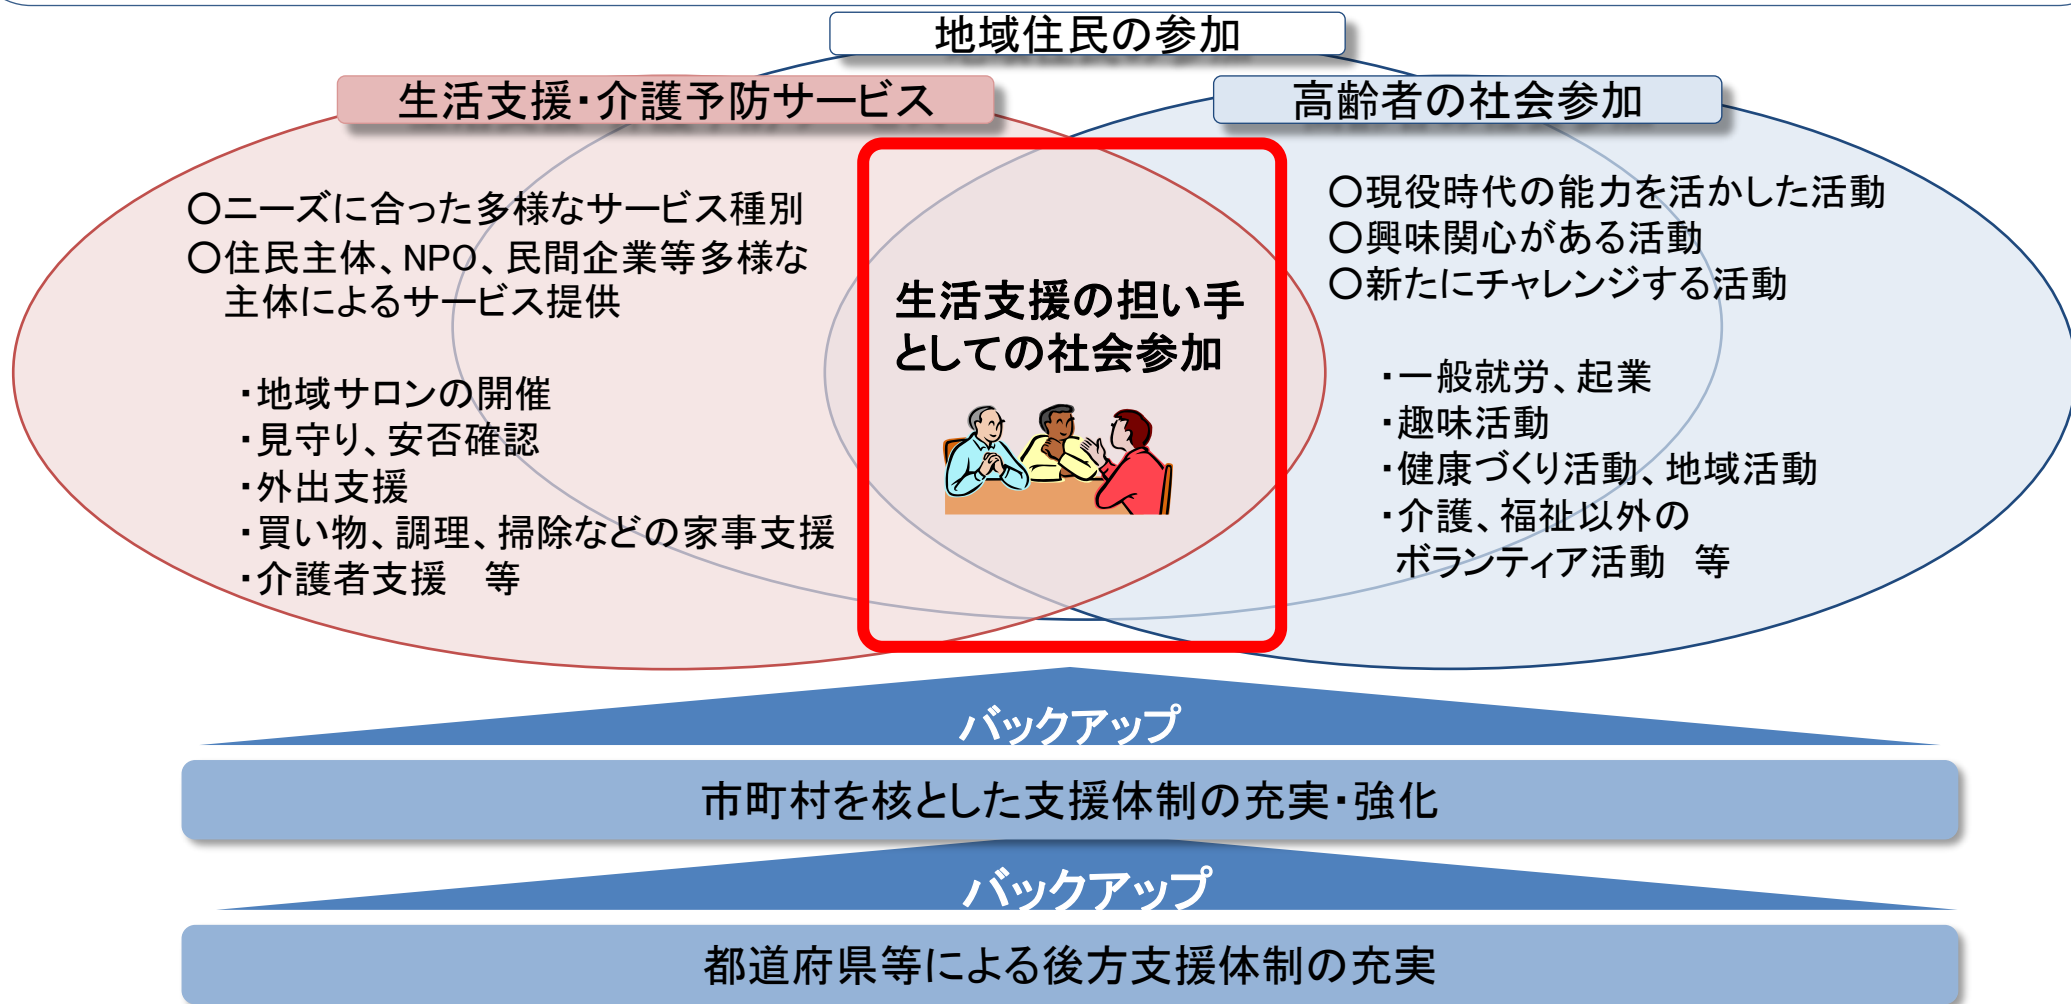 地域住民の参加
生活支援・介護予防サービス
高齢者の社会参加
○ニーズに合った多様なサービス種別
○住民主体、NPO、民間企業等多様な
主体によるサービス提供
・地域サロンの開催
・見守り、安否確認
・外出支援
・買い物、調理、掃除などの家事支援
・介護者支援　等
生活支援の担い手
としての社会参加
○現役時代の能力を活かした活動
○興味関心がある活動
○新たにチャレンジする活動
・一般就労、起業
・趣味活動
・健康づくり活動、地域活動
・介護、福祉以外の
ボランティア活動　等
バックアップ
市町村を核とした支援体制の充実・強化
バックアップ
都道府県等による後方支援体制の充実